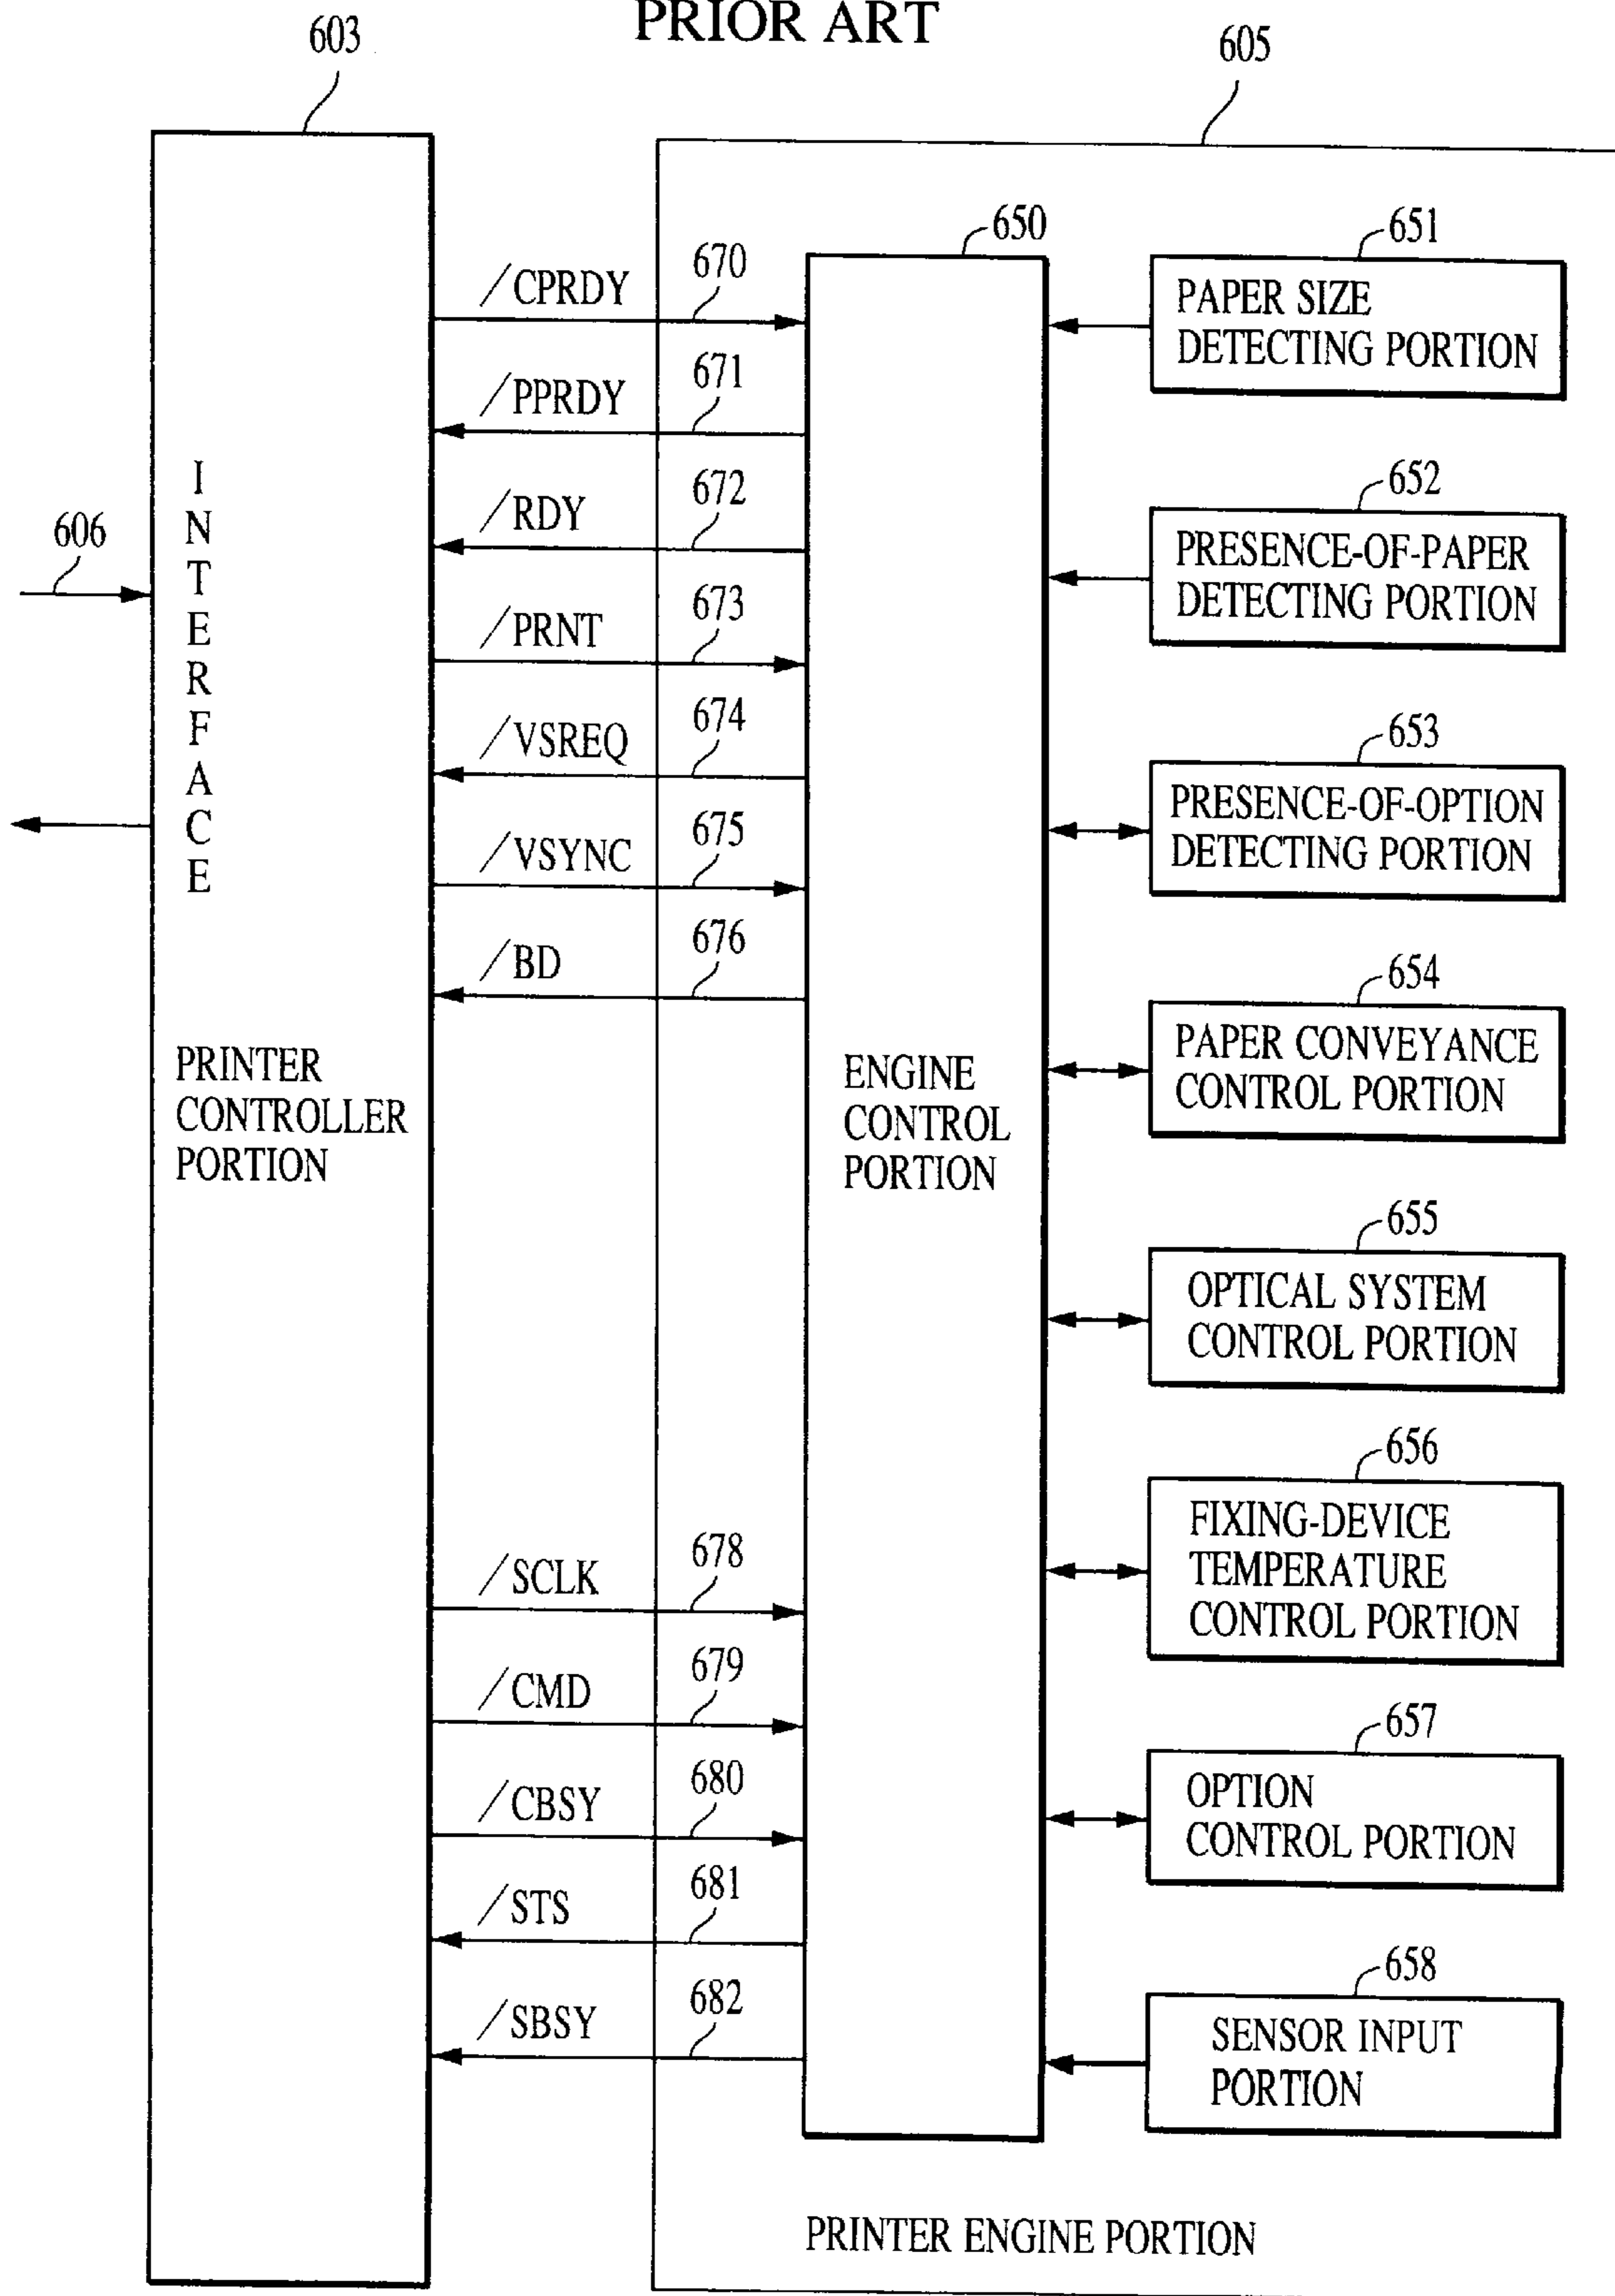 PRIOR ART
603
605
606
INTERFACE
PRINTER
CONTROLLER
PORTION
/CPRDY
670
/PPRDY
671
/RDY
672
/PRNT
673
/VSREQ
674
/VSYNC
675
/BD
676
/SCLK
678
/CMD
679
/CBSY
680
/STS
681
/SBSY
682
650
ENGINE
CONTROL
PORTION
651
PAPER SIZE
DETECTING PORTION
652
PRESENCE-OF-PAPER
DETECTING PORTION
653
PRESENCE-OF-OPTION
DETECTING PORTION
654
PAPER CONVEYANCE
CONTROL PORTION
655
OPTICAL SYSTEM
CONTROL PORTION
656
FIXING-DEVICE
TEMPERATURE
CONTROL PORTION
657
OPTION
CONTROL PORTION
658
SENSOR INPUT
PORTION
PRINTER ENGINE PORTION